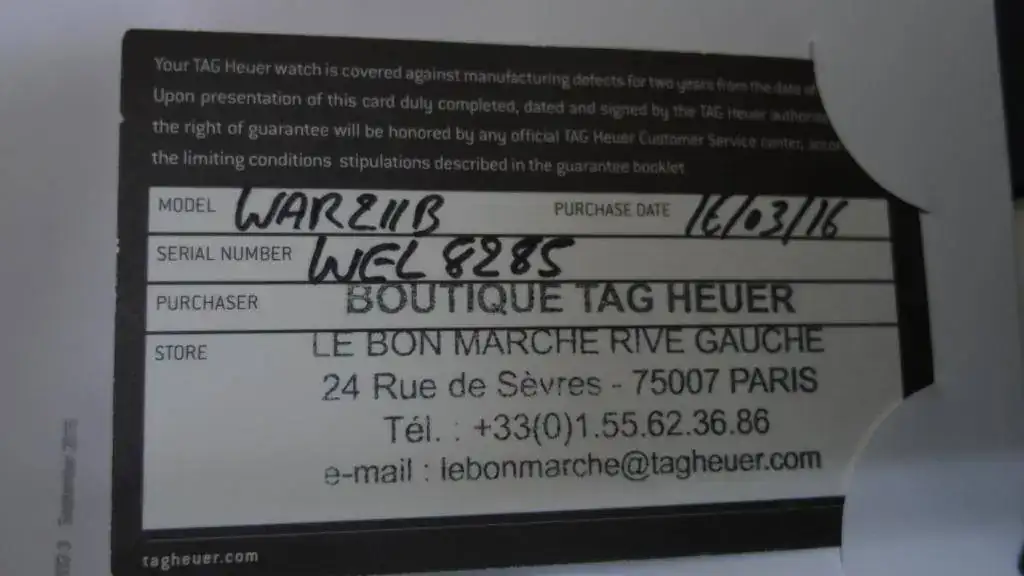 Your TAG Heuer watch is covered against manufacturing defects for two years from the date of
Upon presentation of this card duly completed, dated and signed by the TAG Heuer
the right of guarantee will be honored by any official TAG Heuer Customer Service center,
the limiting conditions stipulations described in the guarantee booklet
MODEL WAR211B PURCHASE DATE 16/03/16
SERIAL NUMBER WEL 8285
PURCHASER BOUTIQUE TAG HEUER
STORE LE BON MARCHE RIVE GAUCHE
24 Rue de Sèvres - 75007 PARIS
Tél. : +33(0)1.55.62.36.86
e-mail : lebonmarche@tagheuer.com
tagheuer.com